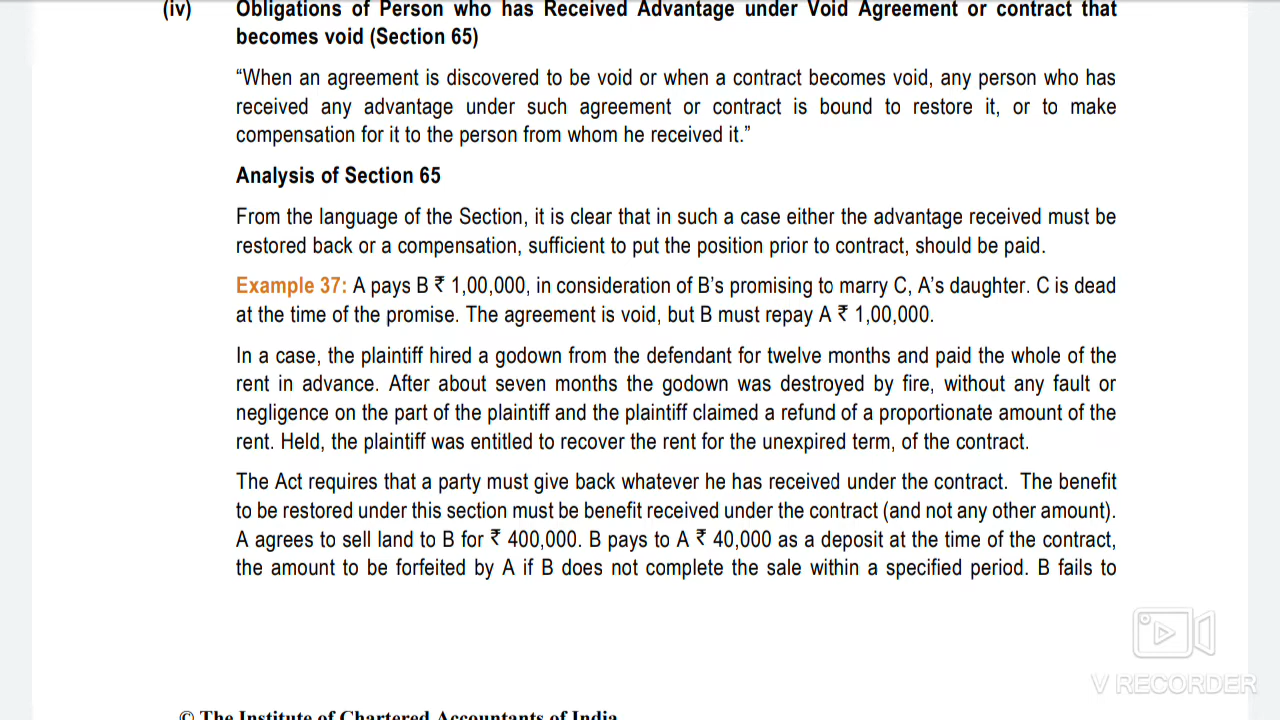 (iv) Obligations of Person who has Received Advantage under Void Agreement or contract that
becomes void (Section 65)
“When an agreement is discovered to be void or when a contract becomes void, any person who has
received any advantage under such agreement or contract is bound to restore it, or to make
compensation for it to the person from whom he received it.”
Analysis of Section 65
From the language of the Section, it is clear that in such a case either the advantage received must be
restored back or a compensation, sufficient to put the position prior to contract, should be paid.
Example 37: A pays B ₹ 1,00,000, in consideration of B’s promising to marry C, A’s daughter. C is dead
at the time of the promise. The agreement is void, but B must repay A ₹ 1,00,000.
In a case, the plaintiff hired a godown from the defendant for twelve months and paid the whole of the
rent in advance. After about seven months the godown was destroyed by fire, without any fault or
negligence on the part of the plaintiff and the plaintiff claimed a refund of a proportionate amount of the
rent. Held, the plaintiff was entitled to recover the rent for the unexpired term, of the contract.
The Act requires that a party must give back whatever he has received under the contract. The benefit
to be restored under this section must be benefit received under the contract (and not any other amount).
A agrees to sell land to B for ₹ 400,000. B pays to A ₹ 40,000 as a deposit at the time of the contract,
the amount to be forfeited by A if B does not complete the sale within a specified period. B fails to
V RECORDER
© The Institute of Chartered Accountants of India